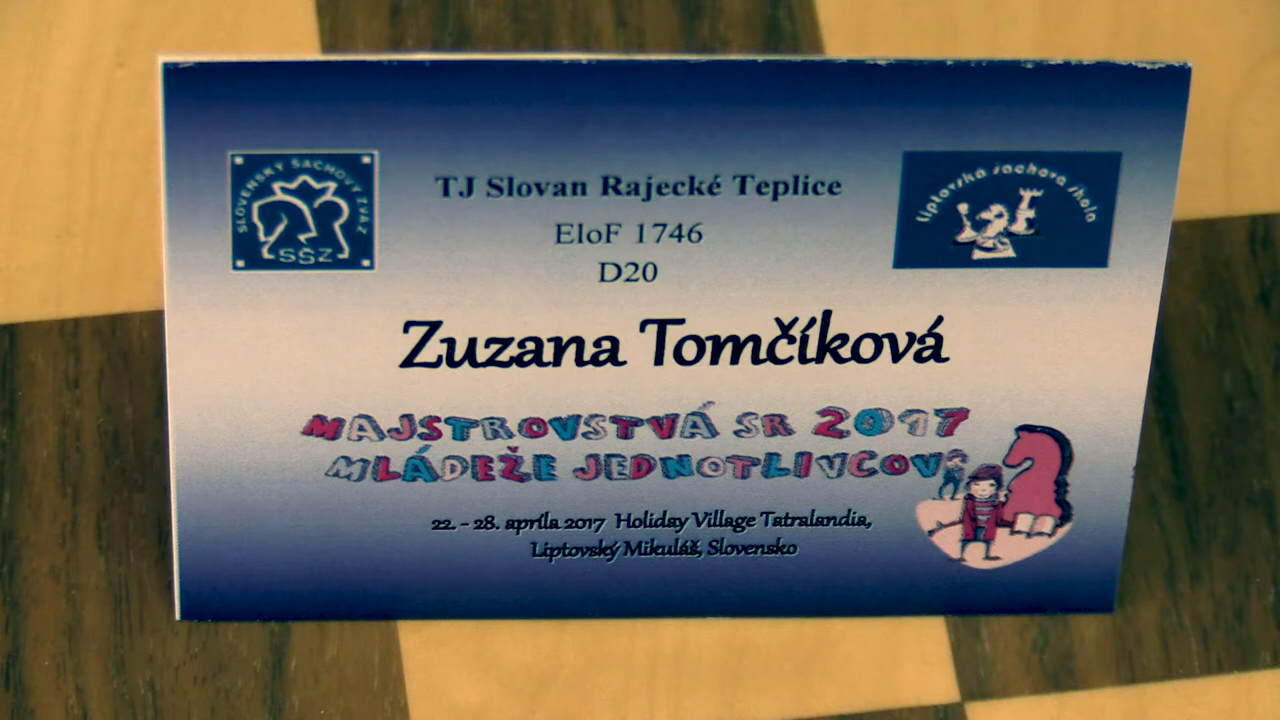 SLOVENSKÝ ŠACHOVÝ ZVÄZ
SŠZ
TJ Slovan Rajecké Teplice
EloF 1746
D20
liptovská šachová škola
Zuzana Tomčíková
MAJSTROVSTVÁ SR 2017
MLÁDEŽE JEDNOTLIVCOV
22. - 28. apríla 2017 Holiday Village Tatralandia,
Liptovský Mikuláš, Slovensko